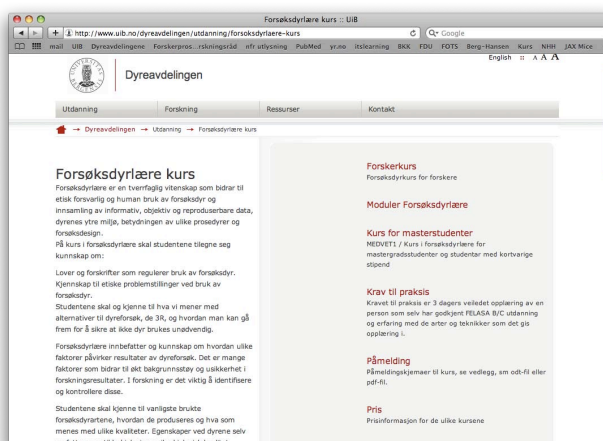 Forsøksdyrlære kurs :: UiB
http://www.uib.no/dyreavdelingen/utdanning/forsoksdyrlaere-kurs
Google
mail UIB Dyreavdelingene Forskerpros...rskningsråd nfr utlysning PubMed yr.no itslearning BKX FDU FOTS Berg-Hansen Kurs NHH JAX Mice
English :: A A A
Dyreavdelingen
Utdanning Forskning Ressurser Kontakt
→ Dyreavdelingen → Utdanning → Forsøksdyrlære kurs
Forsøksdyrlære kurs
Forsøksdyrlære er en tverrfaglig vitenskap som bidrar til
etisk forsvarlig og human bruk av forsøksdyr og
innsamling av informativ, objektiv og reproduserbare data,
dyrenes ytre miljø, betydningen av ulike prosedyrer og
forsøksdesign.
På kurs i forsøksdyrlære skal studentene tilegne seg
kunnskap om:
Lover og forskrifter som regulerer bruk av forsøksdyr.
Kjennskap til etiske problemstillinger ved bruk av
forsøksdyr.
Studentene skal og kjenne til hva vi mener med
alternativer til dyreforsøk, de 3R, og hvordan man kan gå
frem for å sikre at ikke dyr brukes unødvendig.
Forsøksdyrlære innbefatter og kunnskap om hvordan ulike
faktorer påvirker resultater av dyreforsøk. Det er mange
faktorer som bidrar til økt bakgrunnsstøy og usikkerhet i
forskningsresultater. I forskning er det viktig å identifisere
og kontrollere disse.
Studentene skal kjenne til vanligste brukte
forsøksdyrartene, hvordan de produseres og hva som
menes med ulike kvaliteter. Egenskaper ved dyrene selv
Forskerkurs
Forsøksdyrkurs for forskere
Moduler Forsøksdyrlære
Kurs for masterstudenter
MEDVET1 / Kurs i forsøksdyrlære for
mastergradsstudenter og studentar med kortvarige
stipend
Krav til praksis
Kravet til praksis er 3 dagers veiledet opplæring av en
person som selv har godkjent FELASA B/C utdanning
og erfaring med de arter og teknikker som det gis
opplæring i.
Påmelding
Påmeldingskjemaer til kurs, se vedlegg, sm odt-fil eller
pdf-fil.
Pris
Prisinformasjon for de ulike kursene